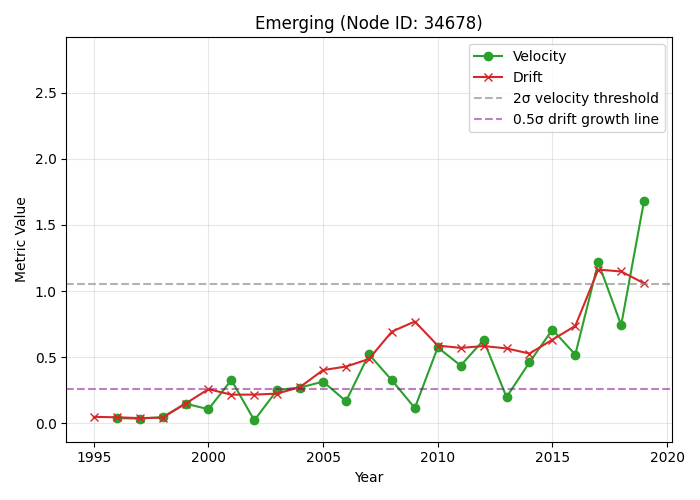 Emerging (Node ID: 34678)
Velocity
Drift
2σ velocity threshold
0.5σ drift growth line
Metric Value
2.5
2.0
1.5
1.0
0.5
0.0
1995 2000 2005 2010 2015 2020
Year